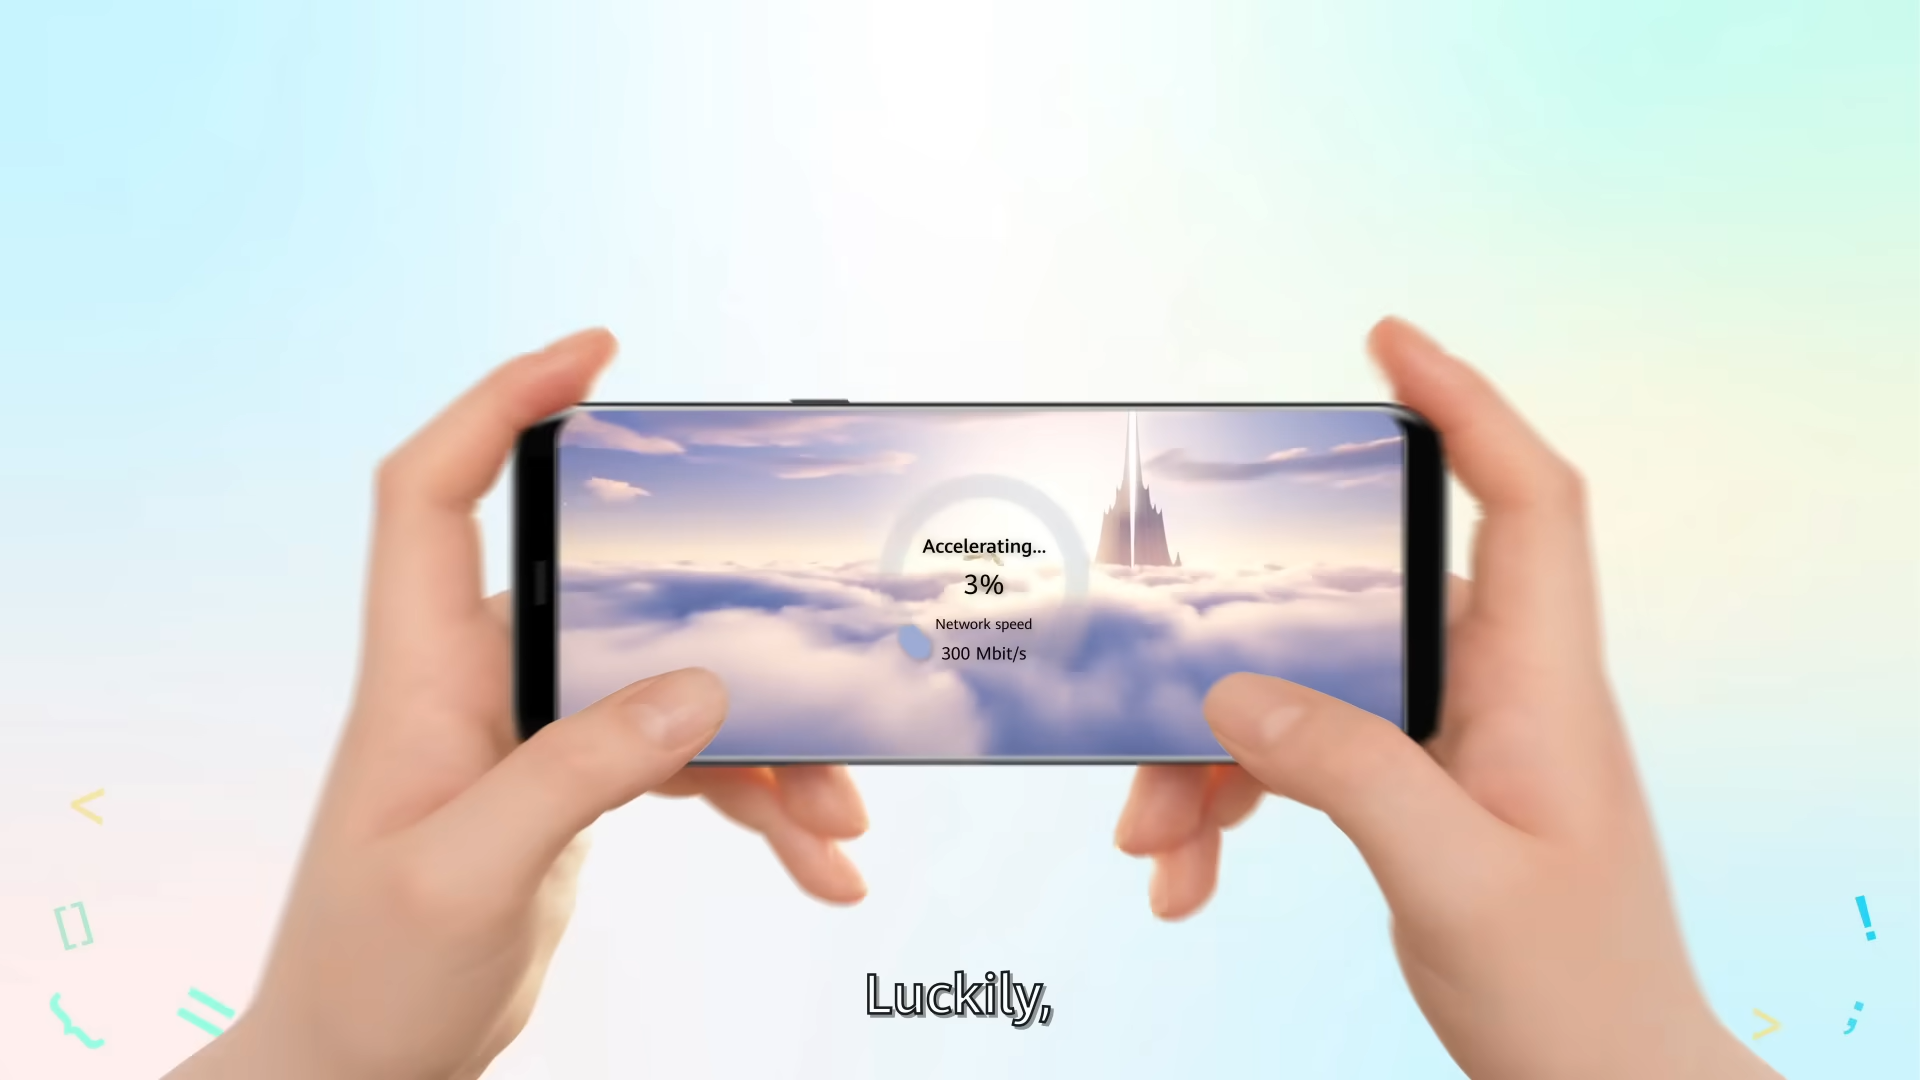 Accelerating...
3%
Network speed
300 Mbit/s
<
[]
{
=
!
;
>
Luckily,